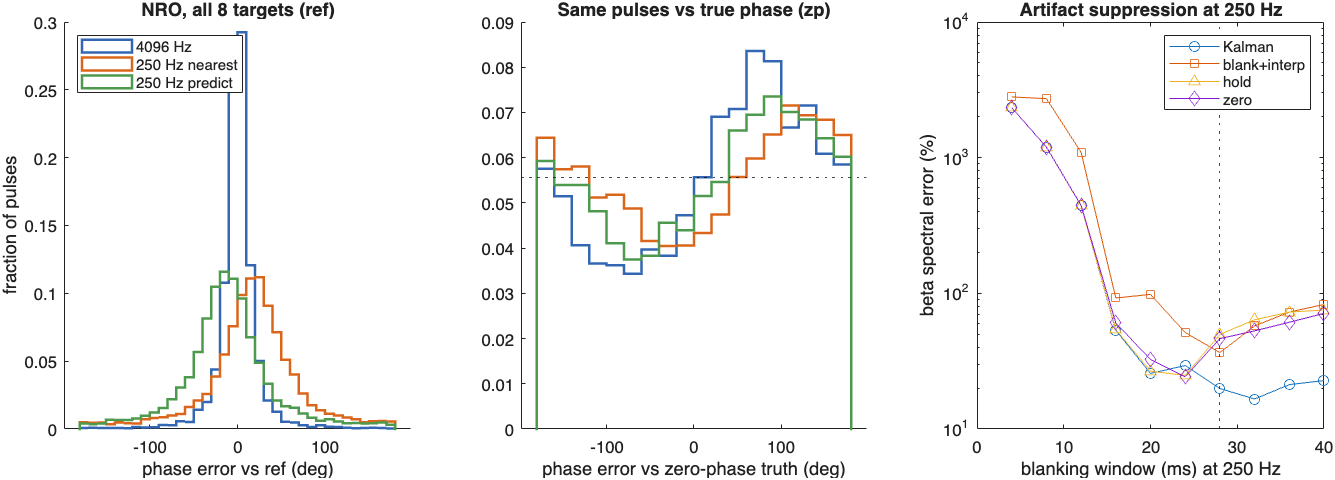 NRO, all 8 targets (ref)
0.3
0.25
0.2
0.15
0.1
0.05
0
fraction of pulses
4096 Hz
250 Hz nearest
250 Hz predict
-100
0
100
phase error vs ref (deg)
Same pulses vs true phase (zp)
0.09
0.08
0.07
0.06
0.05
0.04
0.03
0.02
0.01
0
-100
0
100
phase error vs zero-phase truth (deg)
Artifact suppression at 250 Hz
10^4
10^3
10^2
10^1
beta spectral error (%)
Kalman
blank+interp
hold
zero
0
10
20
30
40
blanking window (ms) at 250 Hz